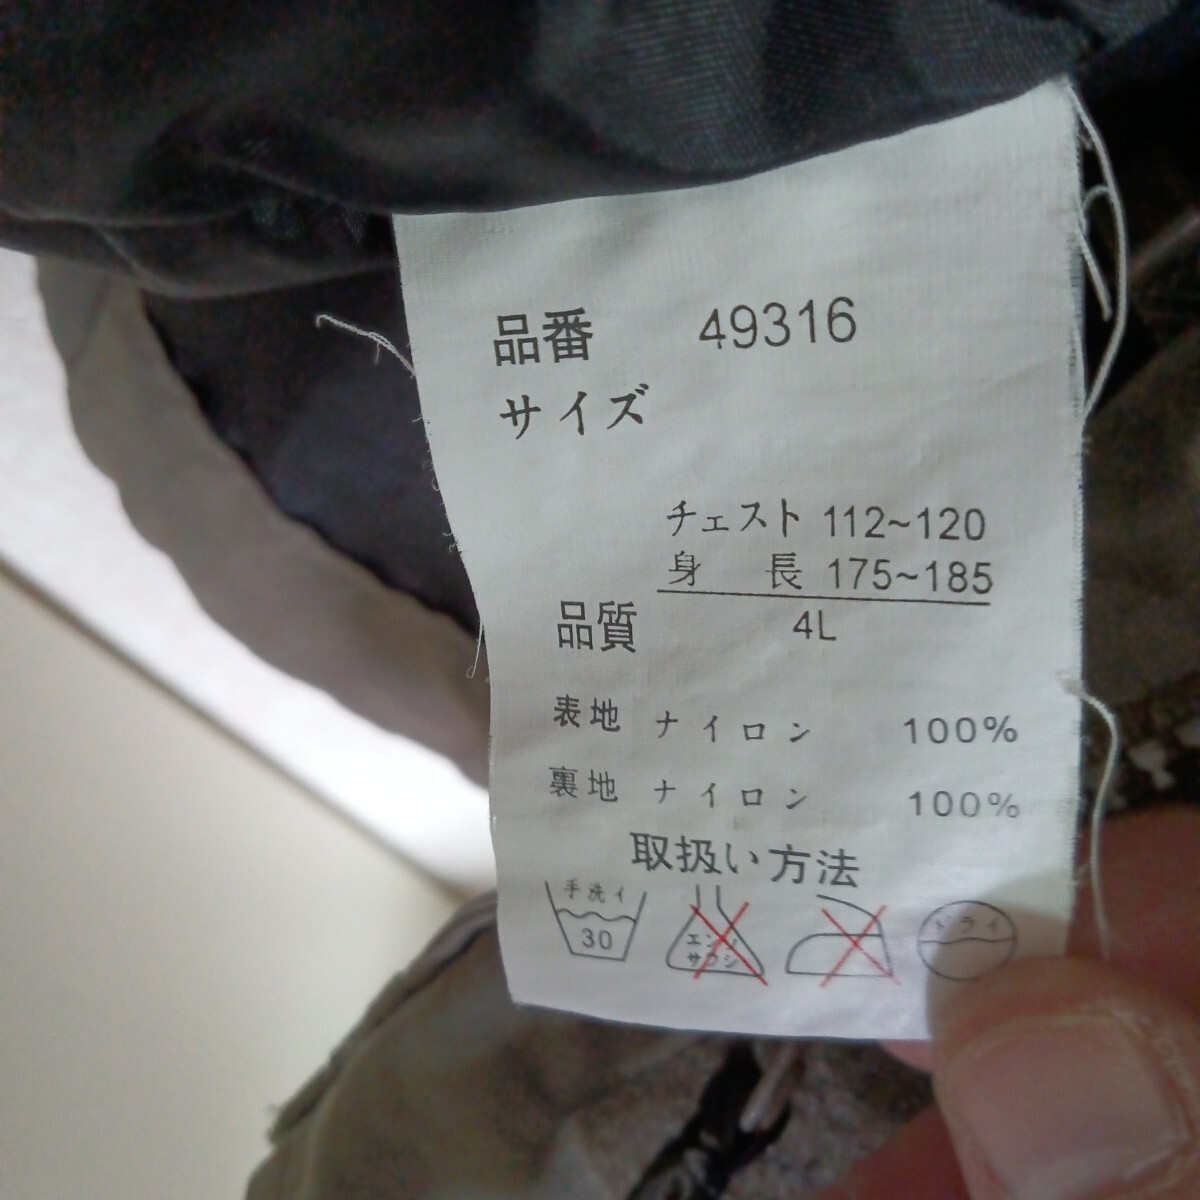 品番 49316
サイズ
チェスト 112~120
身 長 175~185
4L
品質
表地 ナイロン 100%
裏地 ナイロン 100%
取扱い方法
手洗イ
30
エンソ
サラシ
ドライ